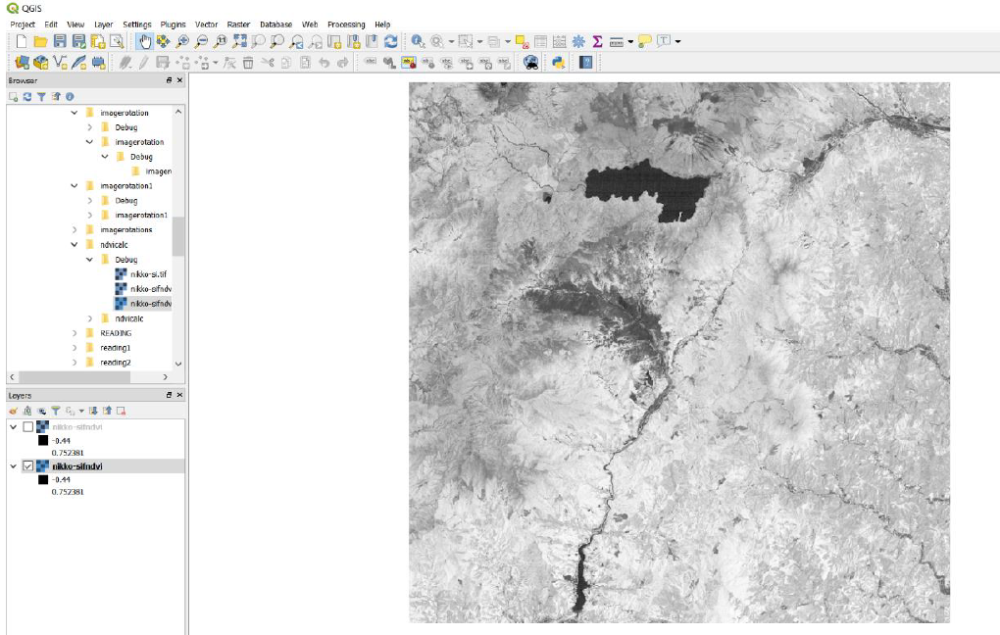 QGIS
Project Edit View Layer Settings Plugins Vector Raster Database Web Processing Help
Browser
imagerotation
Debug
imagerotation
Debug
imager
imagerotation1
Debug
imagerotation1
imagerotations
ndvicalc
Debug
nikko-si.tif
nikko-sifndv
nikko-sifndv
ndvicalc
READING
reading1
reading2
Layers
nikko-sifndvi
-0.44
0.752381
nikko-sifndvi
-0.44
0.752381